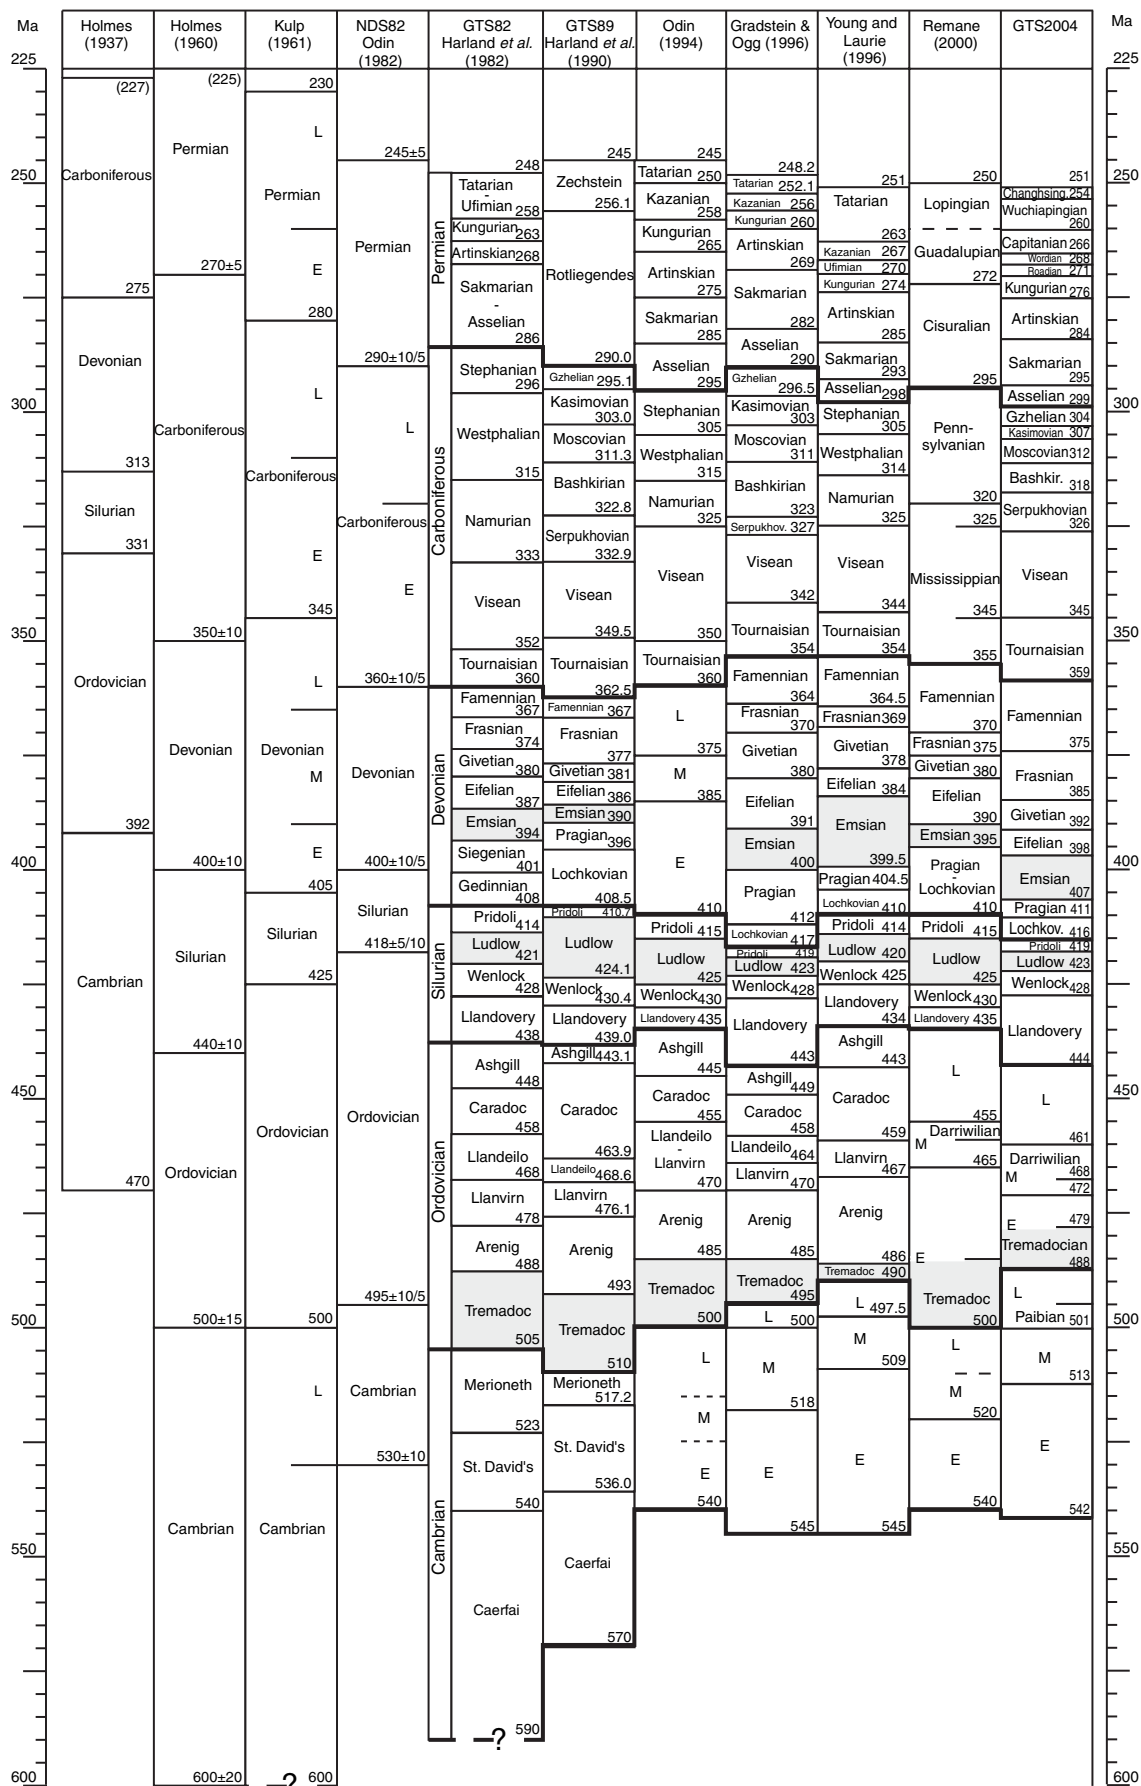 Ma
Holmes
(1937)
Holmes
(1960)
Kulp
(1961)
NDS82
Odin
(1982)
GTS82
Harland et al.
(1982)
GTS89
Harland et al.
(1990)
Odin
(1994)
Gradstein &
Ogg (1996)
Young and
Laurie
(1996)
Remane
(2000)
GTS2004
Ma
225
250
300
350
400
450
500
550
600
(227)
Carboniferous
275
Devonian
313
Silurian
331
Ordovician
392
Cambrian
470
(225)
Permian
270±5
Carboniferous
350±10
Devonian
400±10
Silurian
440±10
Ordovician
500±15
Cambrian
600±20
230
L
Permian
E
280
L
Carboniferous
E
345
L
Devonian
M
E
405
Silurian
425
Ordovician
500
L
Cambrian
? 600
245±5
Permian
290±10/5
L
Carboniferous
E
360±10/5
Devonian
400±10/5
Silurian
418±5/10
Ordovician
495±10/5
Cambrian
530±10
Permian
Carboniferous
Devonian
Silurian
Ordovician
Cambrian
248
Tatarian
-
Ufimian
258
Kungurian 263
Artinskian 268
Sakmarian
-
Asselian
286
Stephanian
296
Westphalian
315
Namurian
333
Visean
352
Tournaisian
360
Famennian
367
Frasnian
374
Givetian
380
Eifelian
387
Emsian
394
Siegenian
401
Gedinnian
408
Pridoli
414
Ludlow
421
Wenlock
428
Llandovery
438
Ashgill
448
Caradoc
458
Llandeilo
468
Llanvirn
478
Arenig
488
Tremadoc
505
Merioneth
523
St. David's
540
Caerfai
? 590
245
Zechstein
256.1
Rotliegendes
290.0
Gzhelian 295.1
Kasimovian
303.0
Moscovian
311.3
Bashkirian
322.8
Serpukhovian
332.9
Visean
349.5
Tournaisian
362.5
Famennian 367
Frasnian
377
Givetian 381
Eifelian 386
Emsian 390
Pragian
396
Lochkovian
408.5
Pridoli 410.7
Ludlow
424.1
Wenlock
430.4
Llandovery
439.0
Ashgill 443.1
Caradoc
463.9
Llandeilo 468.6
Llanvirn
476.1
Arenig
493
Tremadoc
510
Merioneth
517.2
St. David's
536.0
Caerfai
570
245
Tatarian 250
Kazanian
258
Kungurian
265
Artinskian
275
Sakmarian
285
Asselian
295
Stephanian
305
Westphalian
315
Namurian
325
Visean
350
Tournaisian
360
L
375
M
385
E
410
Pridoli 415
Ludlow
425
Wenlock 430
Llandovery 435
Ashgill
445
Caradoc
455
Llandeilo
-
Llanvirn
470
Arenig
485
Tremadoc
500
L
M
E
540
248.2
Tatarian 252.1
Kazanian 256
Kungurian 260
Artinskian
269
Sakmarian
282
Asselian
290
Gzhelian
296.5
Kasimovian
303
Moscovian
311
Bashkirian
323
Serpukhov. 327
Visean
342
Tournaisian
354
Famennian
364
Frasnian
370
Givetian
380
Eifelian
391
Emsian
400
Pragian
412
Lochkovian
417
Pridoli 419
Ludlow 423
Wenlock 428
Llandovery
443
Ashgill
449
Caradoc
458
Llandeilo 464
Llanvirn 470
Arenig
485
Tremadoc
495
L 500
M
518
E
545
251
Tatarian
263
Kazanian 267
Ufimian 270
Kungurian 274
Artinskian
285
Sakmarian
293
Asselian 298
Stephanian
305
Westphalian
314
Namurian
325
Visean
344
Tournaisian
354
Famennian
364.5
Frasnian 369
Givetian
378
Eifelian 384
Emsian
399.5
Pragian 404.5
Lochkovian 410
Pridoli 414
Ludlow 420
Wenlock 425
Llandovery
434
Ashgill
443
Caradoc
459
Llanvirn
467
Arenig
486
Tremadoc 490
L 497.5
M
509
E
545
250
Lopingian
Guadalupian
272
Cisuralian
295
Penn-
sylvanian
320
325
Mississippian
345
355
Famennian
370
Frasnian 375
Givetian 380
Eifelian
390
Emsian 395
Pragian
-
Lochkovian
410
Pridoli 415
Ludlow
425
Wenlock 430
Llandovery 435
L
455
Darriwilian
M
465
E
Tremadoc
500
L
M
520
E
540
251
Changhsing. 254
Wuchiapingian
260
Capitanian 266
Wordian 268
Roadian 271
Kungurian 276
Artinskian
284
Sakmarian
295
Asselian 299
Gzhelian 304
Kasimovian 307
Moscovian 312
Bashkir. 318
Serpukhovian
326
Visean
345
Tournaisian
359
Famennian
375
Frasnian
385
Givetian 392
Eifelian 398
Emsian
407
Pragian 411
Lochkov. 416
Pridoli 419
Ludlow 423
Wenlock 428
Llandovery
444
L
461
Darriwilian
468
M
472
E 479
Tremadocian
488
L
Paibian 501
M
513
E
542
225
250
300
350
400
450
500
550
600